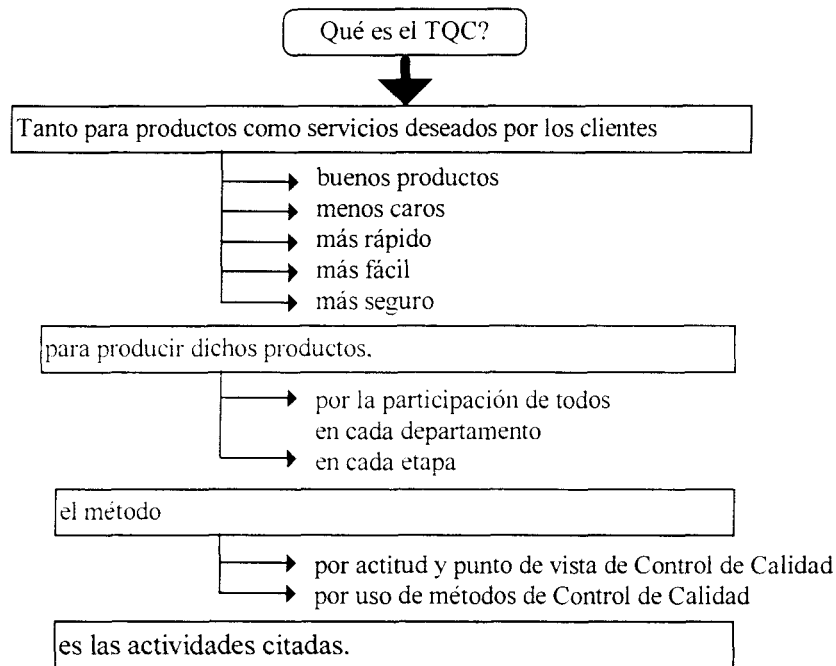 Qué es el TQC?
Tanto para productos como servicios deseados por los clientes
buenos productos
menos caros
más rápido
más fácil
más seguro
para producir dichos productos.
por la participación de todos
en cada departamento
en cada etapa
el método
por actitud y punto de vista de Control de Calidad
por uso de métodos de Control de Calidad
es las actividades citadas.